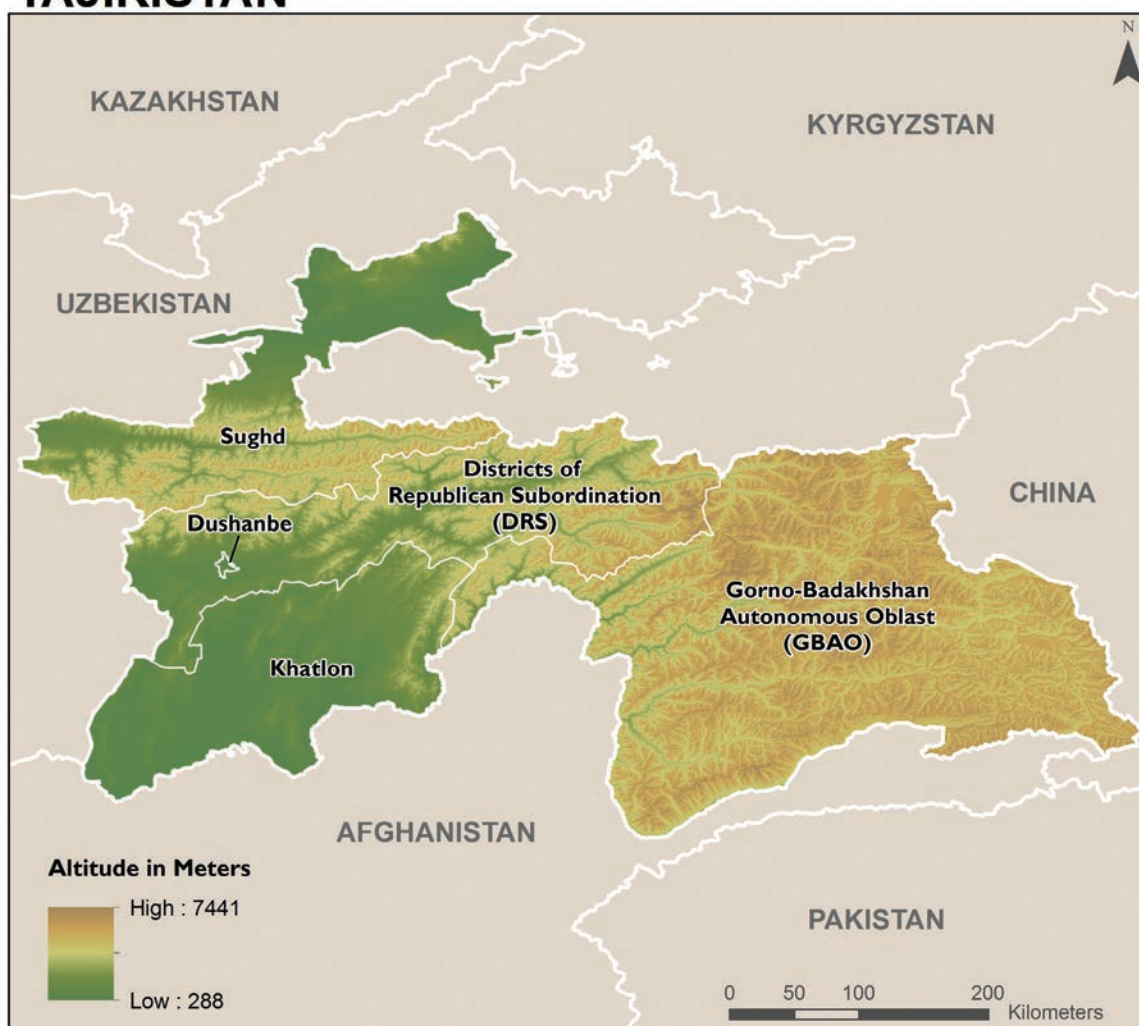 TAJIKISTAN
N
KAZAKHSTAN
KYRGYZSTAN
UZBEKISTAN
Sughd
Districts of
Republican Subordination
(DRS)
CHINA
Dushanbe
Gorno-Badakhshan
Autonomous Oblast
(GBAO)
Khatlon
AFGHANISTAN
Altitude in Meters
High : 7441
Low : 288
PAKISTAN
0 50 100 200
Kilometers